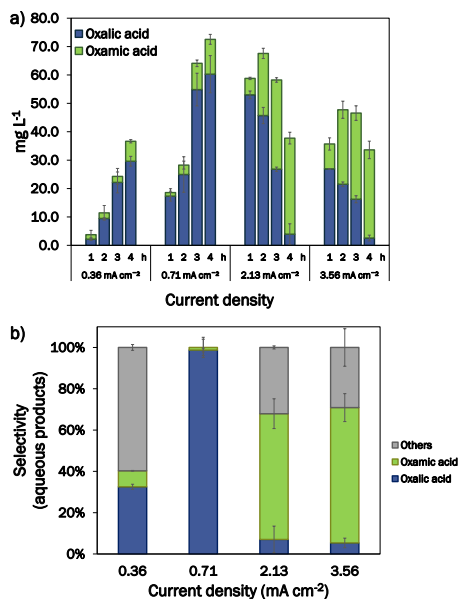 a)
Oxalic acid
Oxamic acid
80.0
70.0
60.0
50.0
40.0
30.0
20.0
10.0
0.0
mg L⁻¹
1 2 3 4 h 1 2 3 4 h 1 2 3 4 h 1 2 3 4 h
0.36 mA cm⁻² 0.71 mA cm⁻² 2.13 mA cm⁻² 3.56 mA cm⁻²
Current density
b)
100%
80%
60%
40%
20%
0%
Selectivity
(aqueous products)
Others
Oxamic acid
Oxalic acid
0.36 0.71 2.13 3.56
Current density (mA cm⁻²)